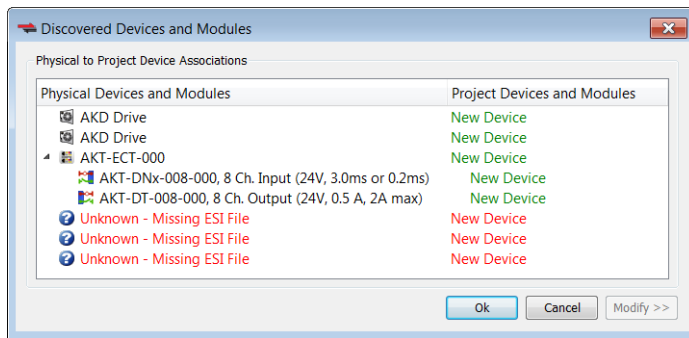 Discovered Devices and Modules
Physical to Project Device Associations
Physical Devices and Modules Project Devices and Modules
AKD Drive New Device
AKD Drive New Device
AKT-ECT-000 New Device
AKT-DNx-008-000, 8 Ch. Input (24V, 3.0ms or 0.2ms) New Device
AKT-DT-008-000, 8 Ch. Output (24V, 0.5 A, 2A max) New Device
Unknown - Missing ESI File New Device
Unknown - Missing ESI File New Device
Unknown - Missing ESI File New Device
Ok Cancel Modify >>